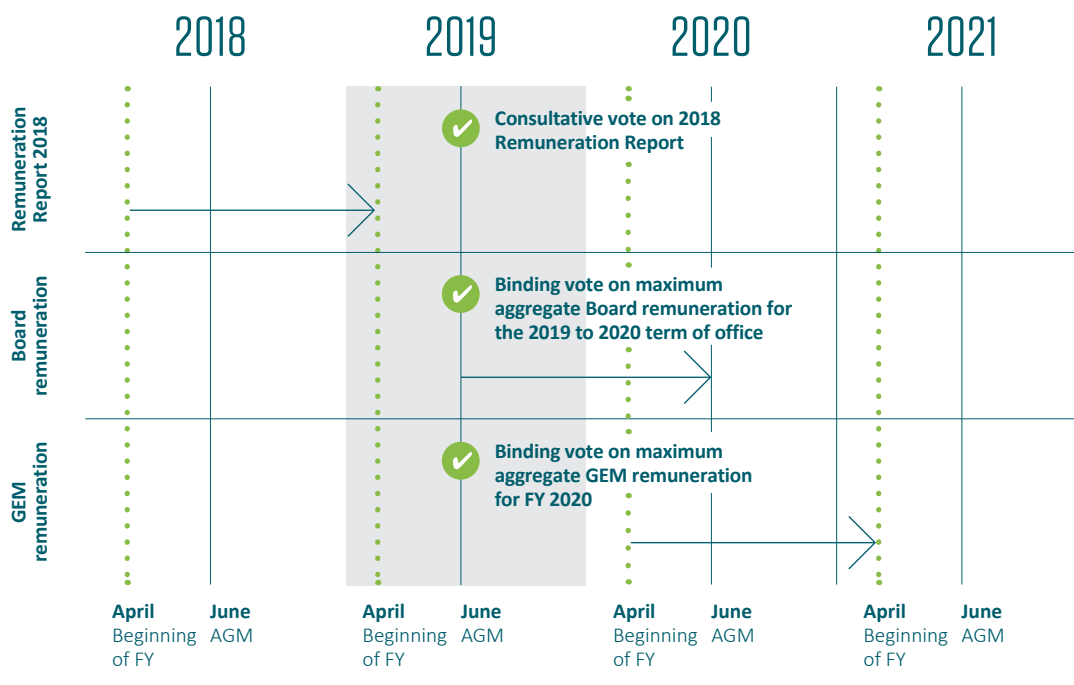 2018
2019
2020
2021
Remuneration
Report 2018
Consultative vote on 2018
Remuneration Report
Board
remuneration
Binding vote on maximum
aggregate Board remuneration for
the 2019 to 2020 term of office
GEM
remuneration
Binding vote on maximum
aggregate GEM remuneration
for FY 2020
April
Beginning
of FY
June
AGM
April
Beginning
of FY
June
AGM
April
Beginning
of FY
June
AGM
April
Beginning
of FY
June
AGM